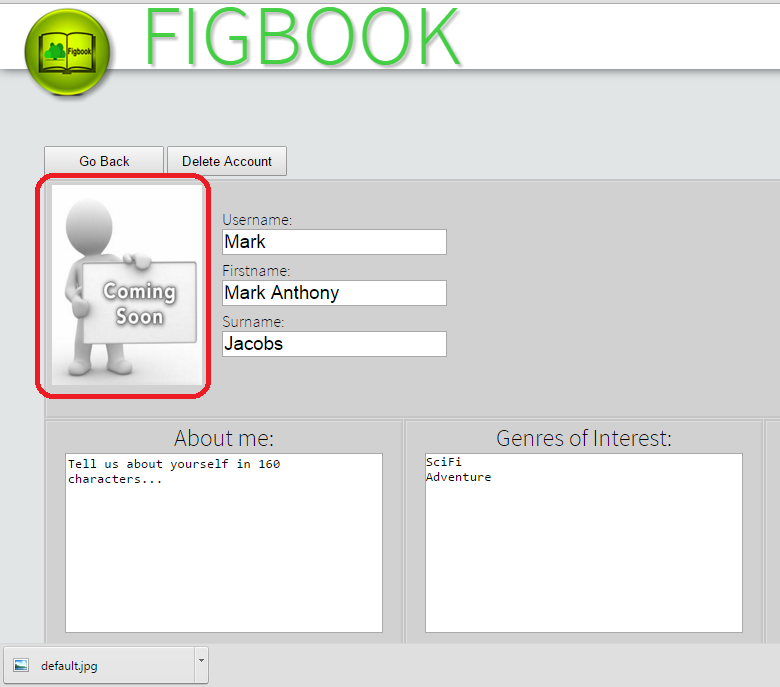 Figbook
FIGBOOK
Go Back
Delete Account
Coming
Soon
Username:
Mark
Firstname:
Mark Anthony
Surname:
Jacobs
About me:
Tell us about yourself in 160
characters...
Genres of Interest:
SciFi
Adventure
default.jpg